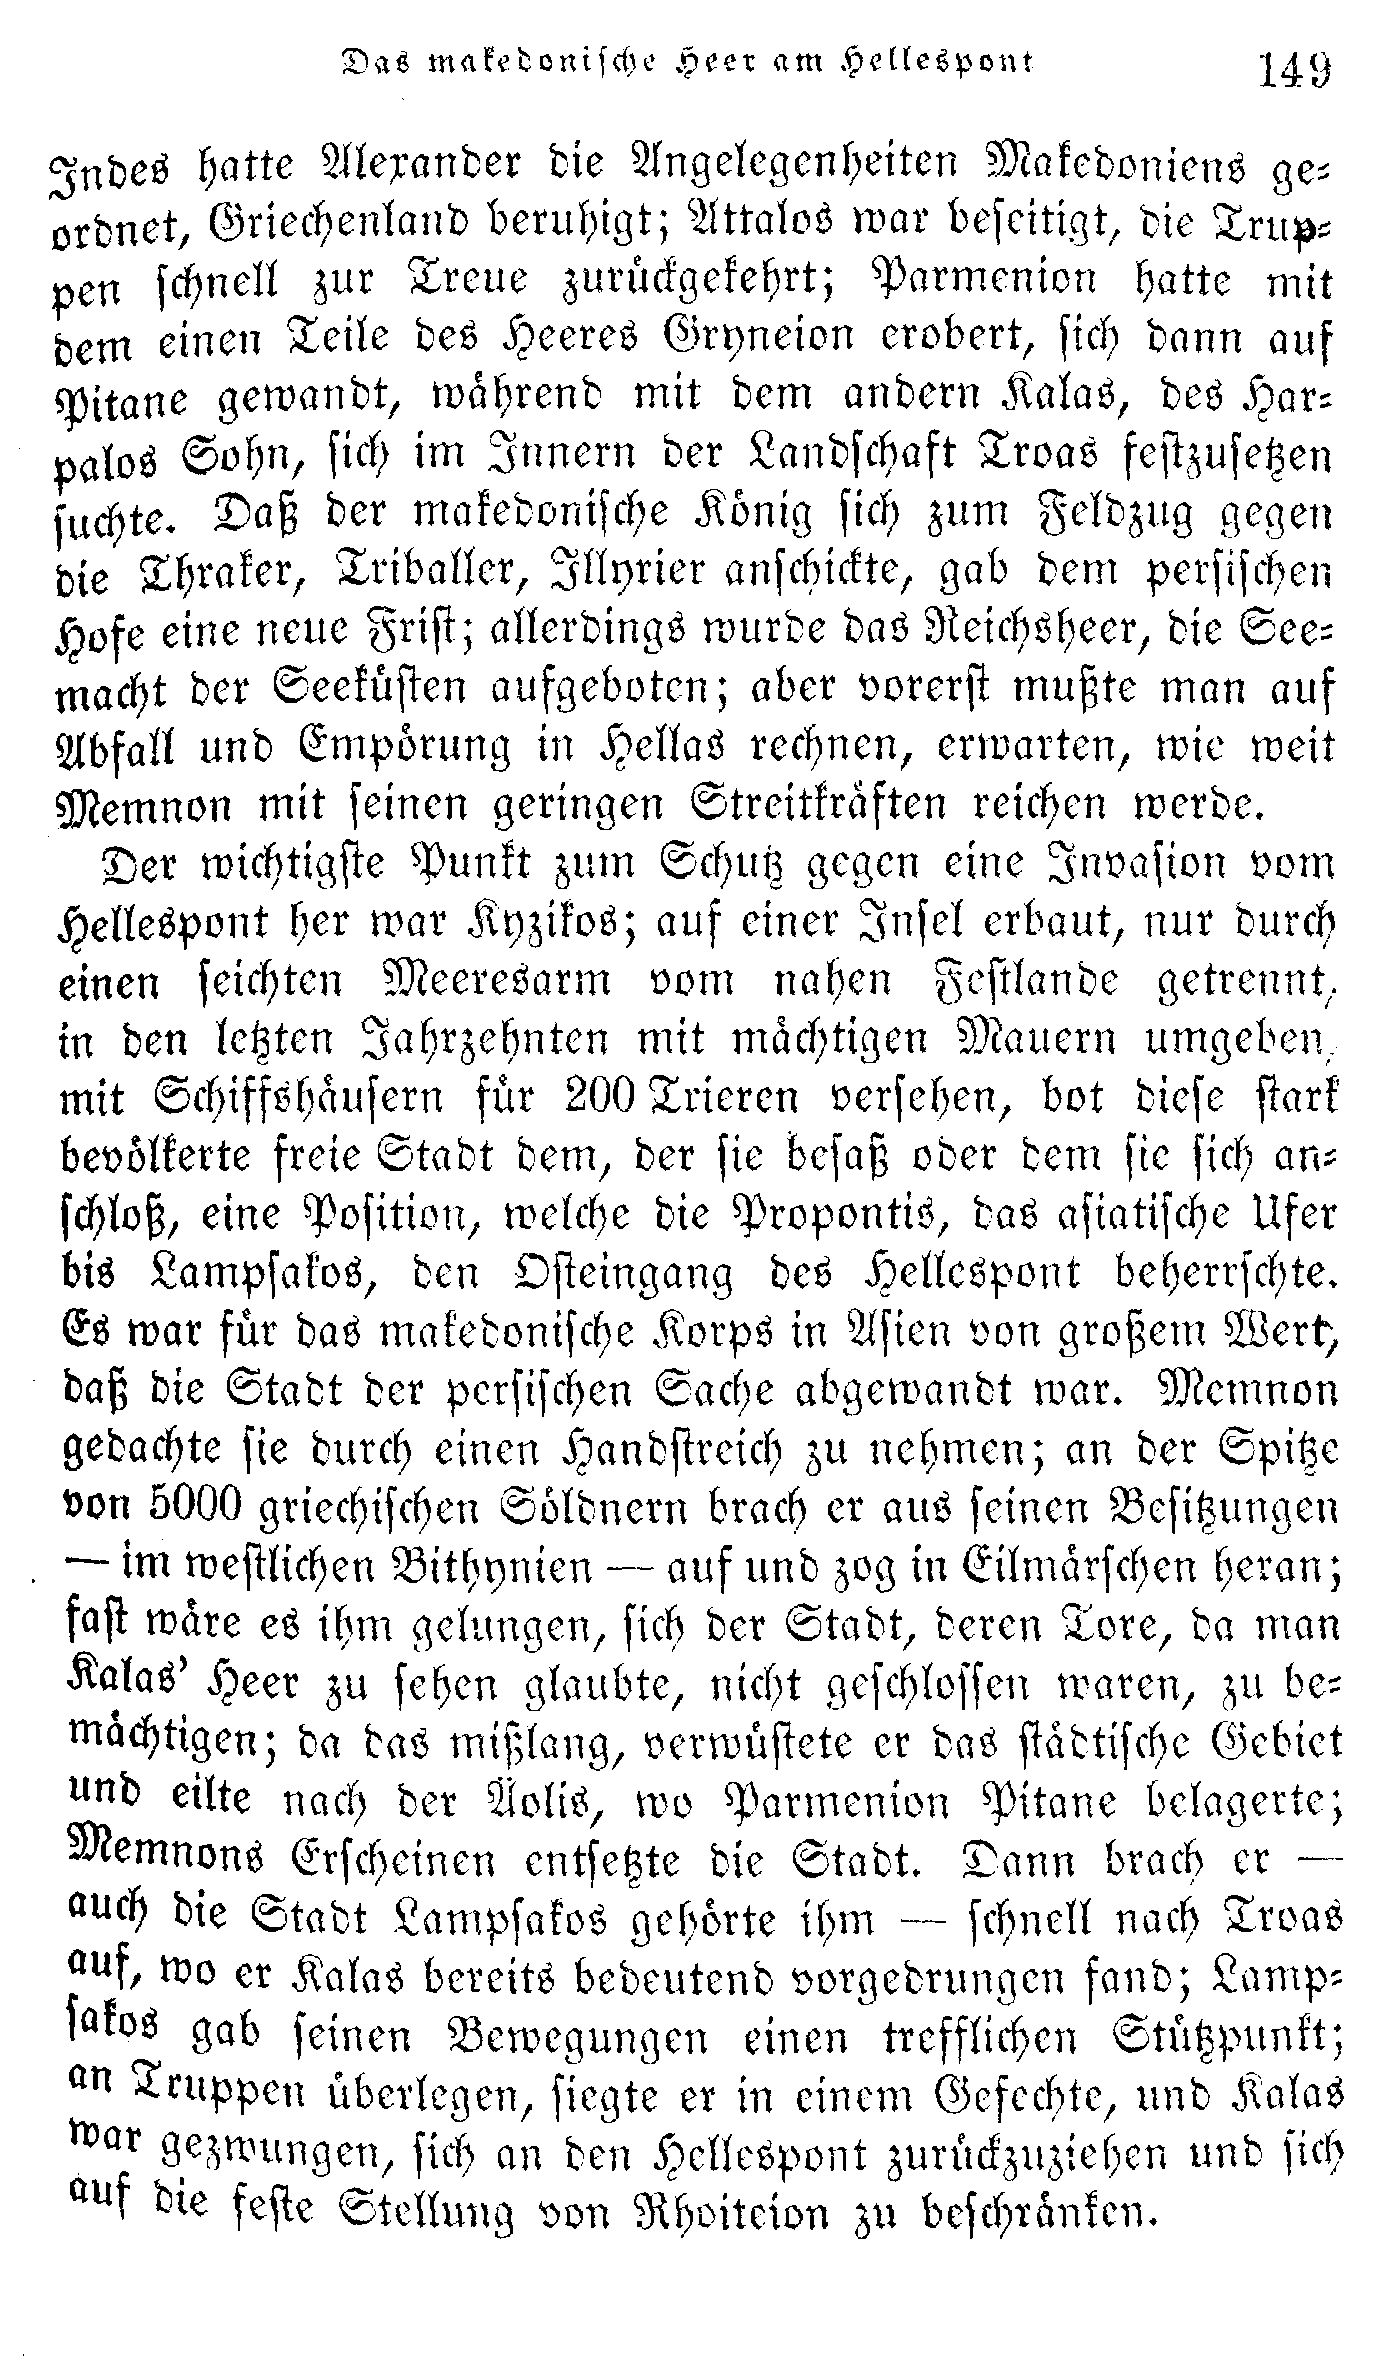 Das makedonische Heer am Hellespont 149
Indes hatte Alexander die Angelegenheiten Makedoniens ge-
ordnet, Griechenland beruhigt; Attalos war beseitigt, die Trup-
pen schnell zur Treue zurückgekehrt; Parmenion hatte mit
dem einen Teile des Heeres Gryneion erobert, sich dann auf
Pitane gewandt, während mit dem andern Kalas, des Har-
palos Sohn, sich im Innern der Landschaft Troas festzusetzen
suchte. Daß der makedonische König sich zum Feldzug gegen
die Thraker, Triballer, Illyrier anschickte, gab dem persischen
Hofe eine neue Frist; allerdings wurde das Reichsheer, die See-
macht der Seeküsten aufgeboten; aber vorerst mußte man auf
Abfall und Empörung in Hellas rechnen, erwarten, wie weit
Memnon mit seinen geringen Streitkräften reichen werde.
Der wichtigste Punkt zum Schutz gegen eine Invasion vom
Hellespont her war Kyzikos; auf einer Insel erbaut, nur durch
einen seichten Meeresarm vom nahen Festlande getrennt,
in den letzten Jahrzehnten mit mächtigen Mauern umgeben,
mit Schiffshäusern für 200 Trieren versehen, bot diese stark
bevölkerte freie Stadt dem, der sie besaß oder dem sie sich an-
schloß, eine Position, welche die Propontis, das asiatische Ufer
bis Lampsakos, den Osteingang des Hellespont beherrschte.
Es war für das makedonische Korps in Asien von großem Wert,
daß die Stadt der persischen Sache abgewandt war. Memnon
gedachte sie durch einen Handstreich zu nehmen; an der Spitze
von 5000 griechischen Söldnern brach er aus seinen Besitzungen
— im westlichen Bithynien — auf und zog in Eilmärschen heran;
fast wäre es ihm gelungen, sich der Stadt, deren Tore, da man
Kalas' Heer zu sehen glaubte, nicht geschlossen waren, zu be-
mächtigen; da das mißlang, verwüstete er das städtische Gebiet
und eilte nach der Äolis, wo Parmenion Pitane belagerte;
Memnons Erscheinen entsetzte die Stadt. Dann brach er —
auch die Stadt Lampsakos gehörte ihm — schnell nach Troas
auf, wo er Kalas bereits bedeutend vorgedrungen fand; Lamp-
sakos gab seinen Bewegungen einen trefflichen Stützpunkt;
an Truppen überlegen, siegte er in einem Gefechte, und Kalas
war gezwungen, sich an den Hellespont zurückzuziehen und sich
auf die feste Stellung von Rhoiteion zu beschränken.